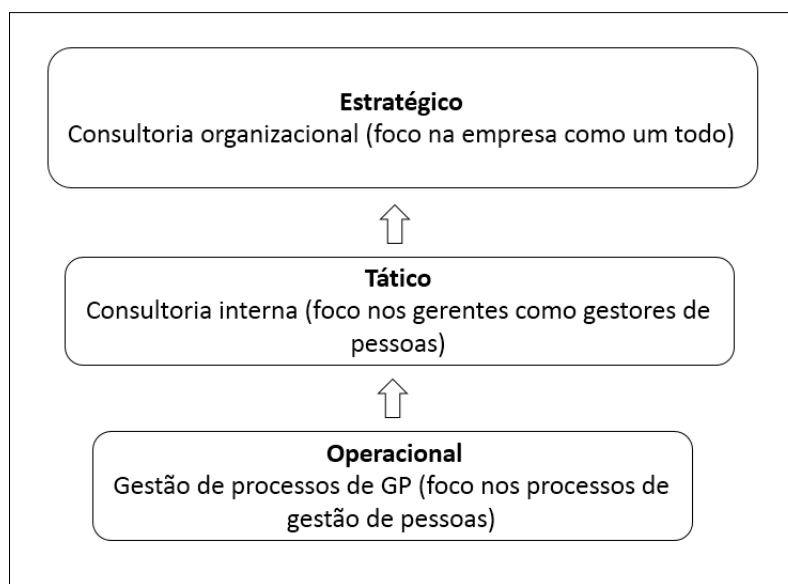 Estratégico
Consultoria organizacional (foco na empresa como um todo)
Tático
Consultoria interna (foco nos gerentes como gestores de
pessoas)
Operacional
Gestão de processos de GP (foco nos processos de
gestão de pessoas)